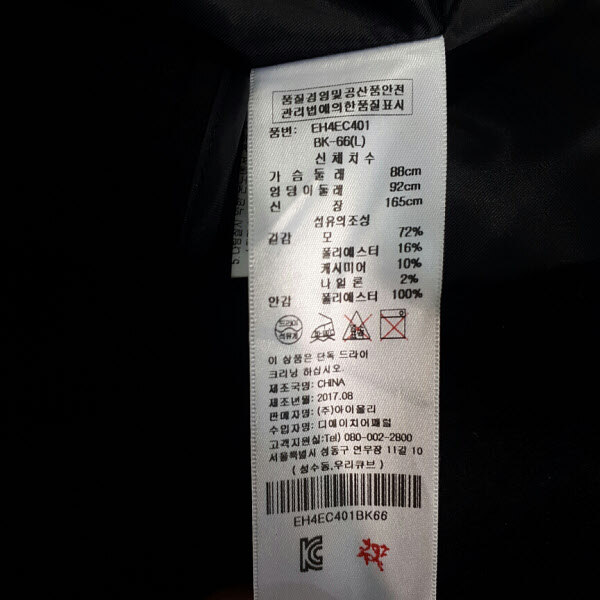 품질경영및공산품안전
관리법에의한품질표시
품번: EH4EC401
BK-66(L)
신 체 치 수
가 슴 둘 레 88cm
엉덩이둘레 92cm
신 장 165cm
섬유의조성
겉감 모 72%
폴리에스터 16%
캐시미어 10%
나 일 론 2%
안감 폴리에스터 100%
드라이
석유계
이 상품은 단독 드라이
크리닝 하십시오
제조국명: CHINA
제조년월: 2017.08
판매자명: (주)아이올리
수입자명: 디에이치어패럴
고객지원실:Tel) 080-002-2800
서울특별시 성동구 연무장 11길 10
(성수동,우리큐브)
EH4EC401BK66